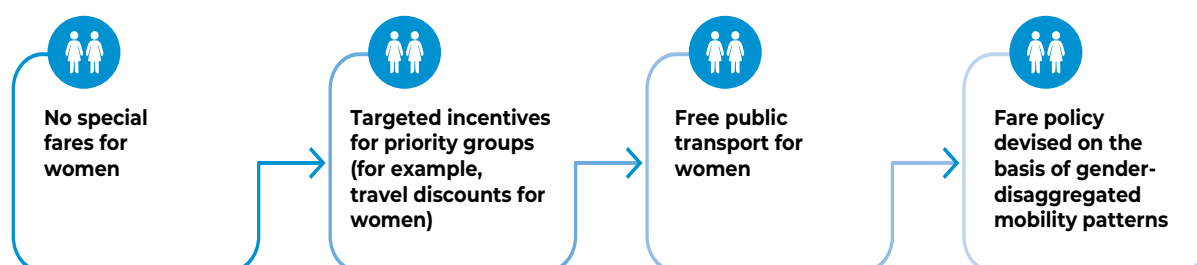 No special
fares for
women
Targeted incentives
for priority groups
(for example,
travel discounts for
women)
Free public
transport for
women
Fare policy
devised on the
basis of gender-
disaggregated
mobility patterns